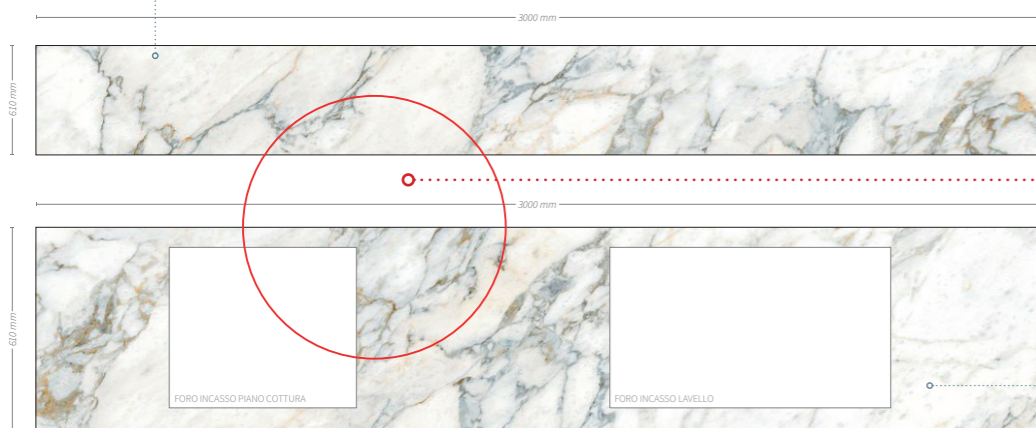 3000 mm
610 mm
3000 mm
610 mm
FORO INCASSO PIANO COTTURA
FORO INCASSO LAVELLO